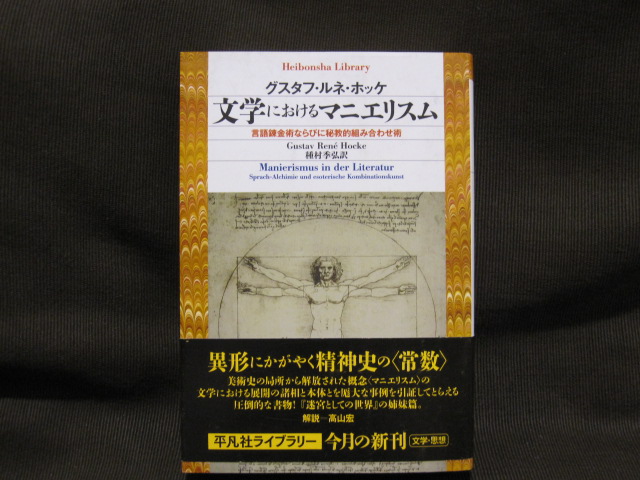 Heibonsha Library
グスタフ・ルネ・ホッケ
文学におけるマニエリスム
言語錬金術ならびに秘教的組み合わせ術
Gustav René Hocke
種村季弘訳
Manierismus in der Literatur
Sprach-Alchimie und esoterische Kombinationskunst
異形にかがやく精神史の〈常数〉
美術史の局所から解放された概念〈マニエリスム〉の
文学における展開の諸相と本体とを厖大な事例を引証してとらえる
圧倒的な書物!『迷宮としての世界』の姉妹篇。
解説―高山宏
平凡社ライブラリー 今月の新刊 文学・思想